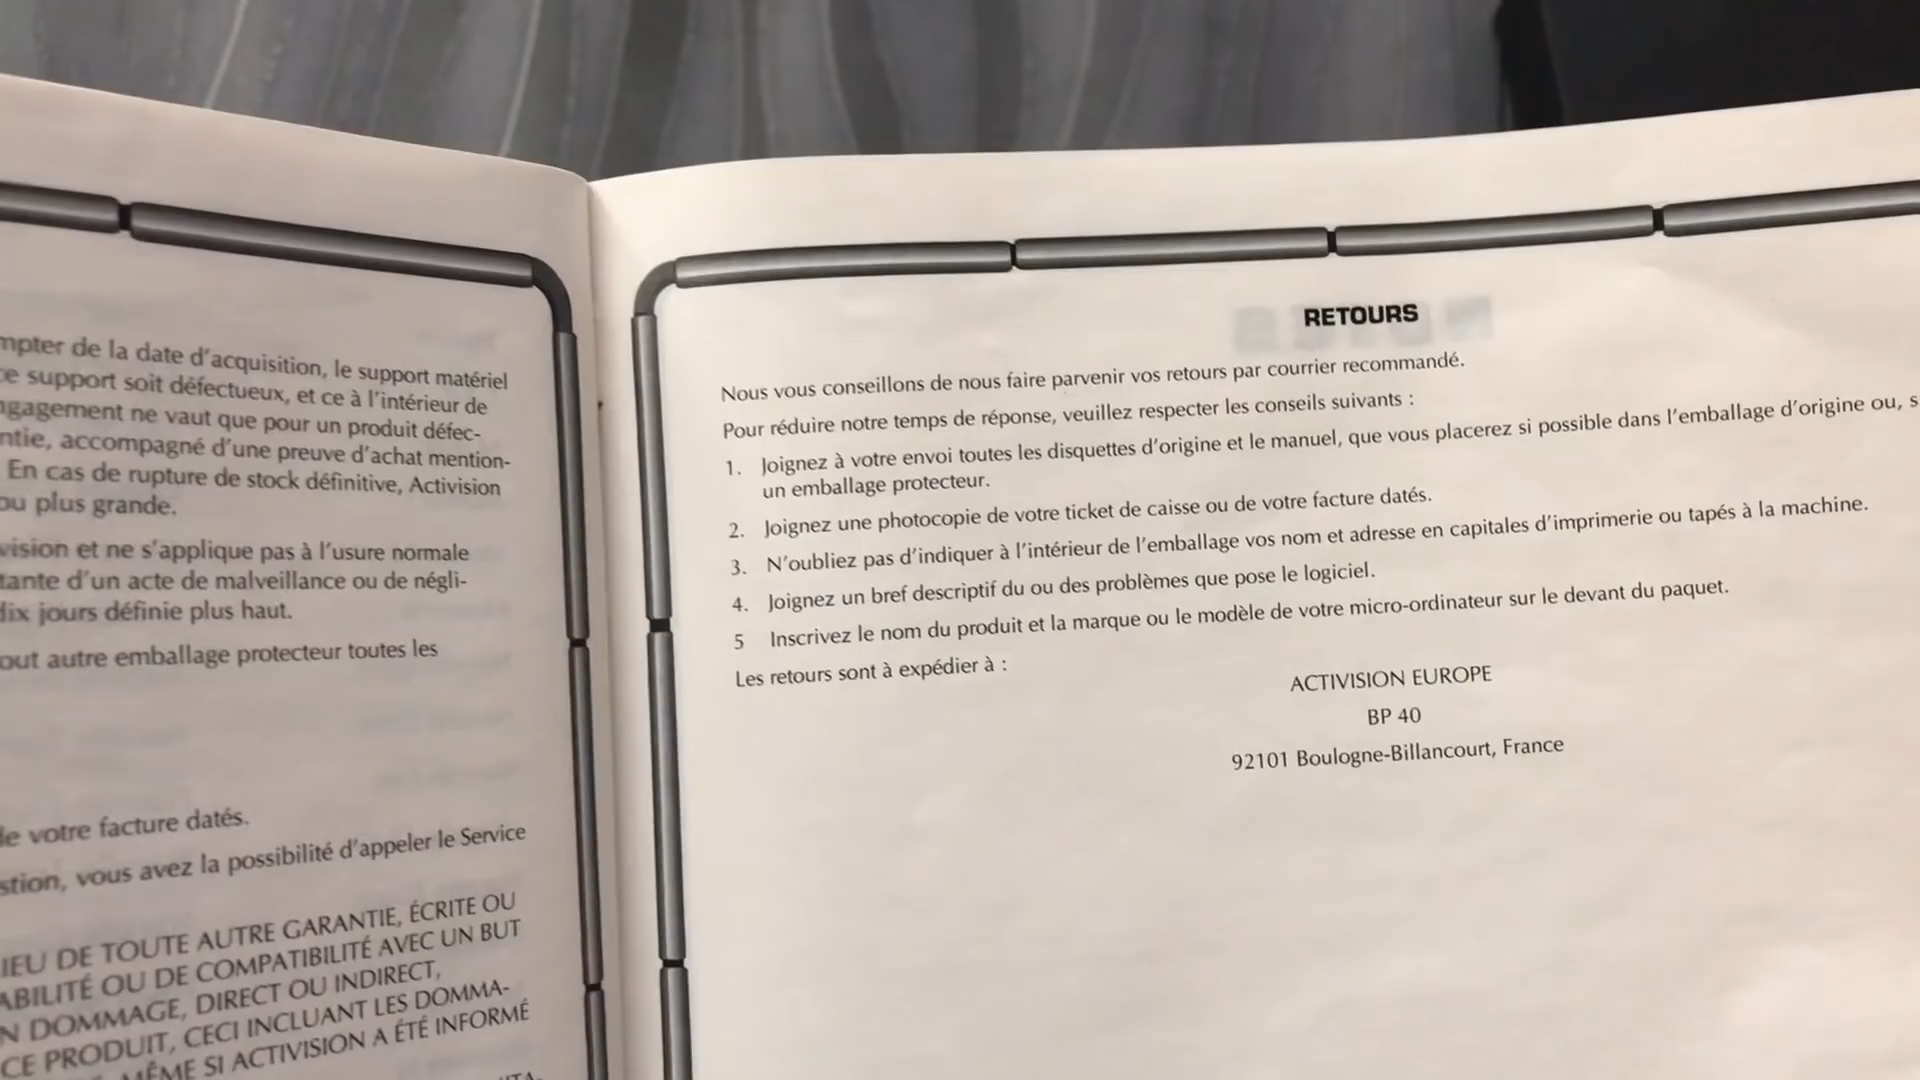 de la date d'acquisition, le support matériel
support soit défectueux, et ce à l'intérieur de
ne vaut que pour un produit défec-
accompagné d'une preuve d'achat mention-
En cas de rupture de stock définitive, Activision
ou plus grande.
et ne s'applique pas à l'usure normale
d'un acte de malveillance ou de négli-
jours définie plus haut.
autre emballage protecteur toutes les
votre facture datés.
vous avez la possibilité d'appeler le Service
DE TOUTE AUTRE GARANTIE, ÉCRITE OU
OU DE COMPATIBILITÉ AVEC UN BUT
DOMMAGE, DIRECT OU INDIRECT,
CE PRODUIT, CECI INCLUANT LES DOMMA-
MÊME SI ACTIVISION A ÉTÉ INFORMÉ
RETOURS
Nous vous conseillons de nous faire parvenir vos retours par courrier recommandé.
Pour réduire notre temps de réponse, veuillez respecter les conseils suivants :
1. Joignez à votre envoi toutes les disquettes d'origine et le manuel, que vous placerez si possible dans l'emballage d'origine ou,
un emballage protecteur.
2. Joignez une photocopie de votre ticket de caisse ou de votre facture datés.
3. N'oubliez pas d'indiquer à l'intérieur de l'emballage vos nom et adresse en capitales d'imprimerie ou tapés à la machine.
4. Joignez un bref descriptif du ou des problèmes que pose le logiciel.
5 Inscrivez le nom du produit et la marque ou le modèle de votre micro-ordinateur sur le devant du paquet.
Les retours sont à expédier à :
ACTIVISION EUROPE
BP 40
92101 Boulogne-Billancourt, France